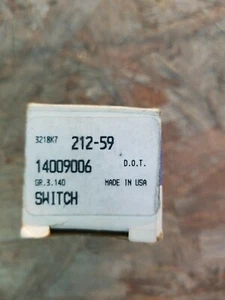 3218K7 212-59
14009006 D.O.T.
GR.3.140 MADE IN USA
SWITCH